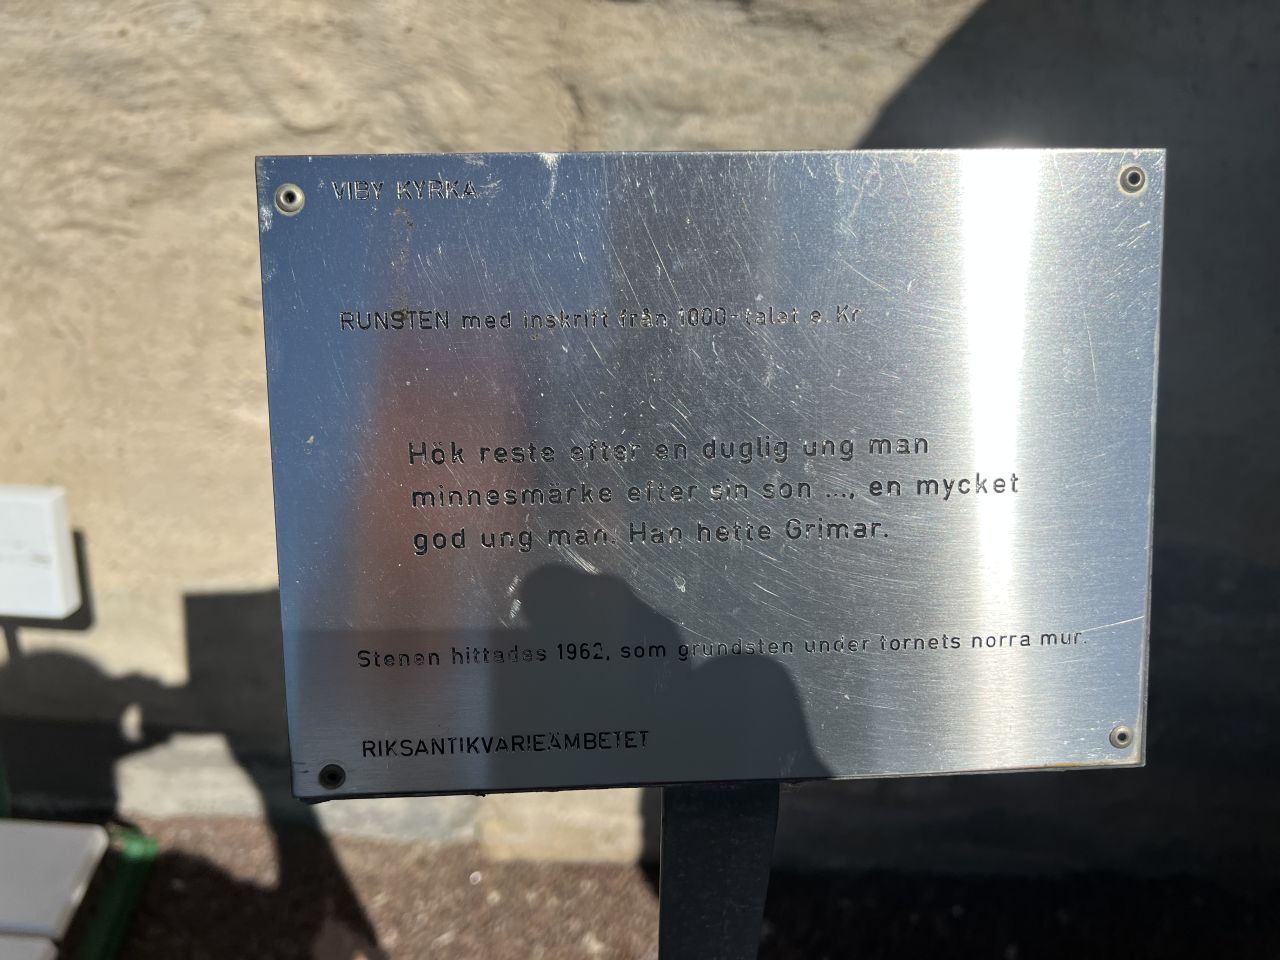 VIBY KYRKA
RUNSTEN med inskrift från 1000-talet e.Kr
Hök reste efter en duglig ung man
minnesmärke efter sin son ..., en mycket
god ung man. Han hette Grimar.
Stenen hittades 1962, som grundsten under tornets norra mur.
RIKSANTIKVARIEÄMBETET